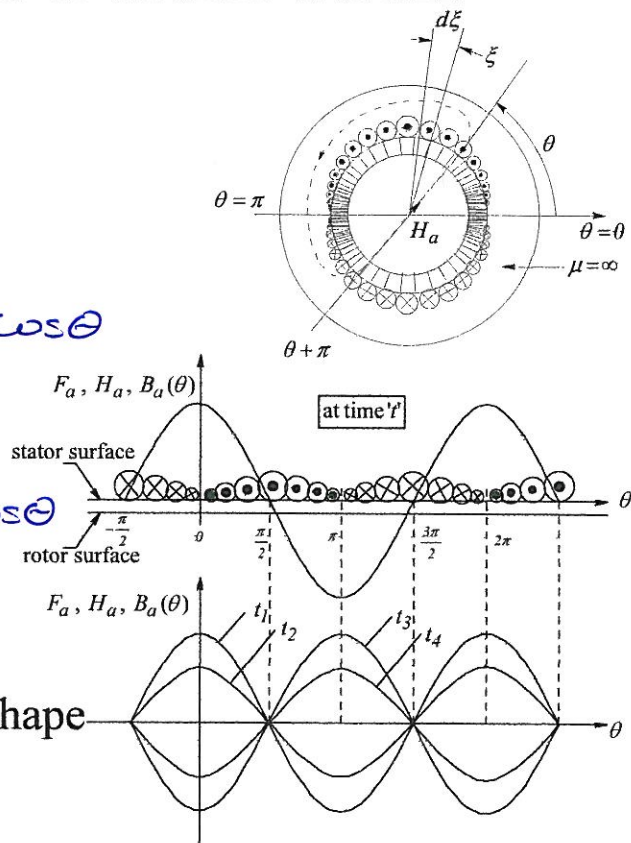 dξ
ξ
θ
θ = π
H_a
θ = 0
μ = ∞
θ + π
cosθ
F_a , H_a , B_a(θ)
at time 't'
stator surface
θ
osθ
-π/2 0 π/2 π 3π/2 2π
rotor surface
F_a , H_a , B_a(θ)
t_1
t_2
t_3
t_4
hape
θ